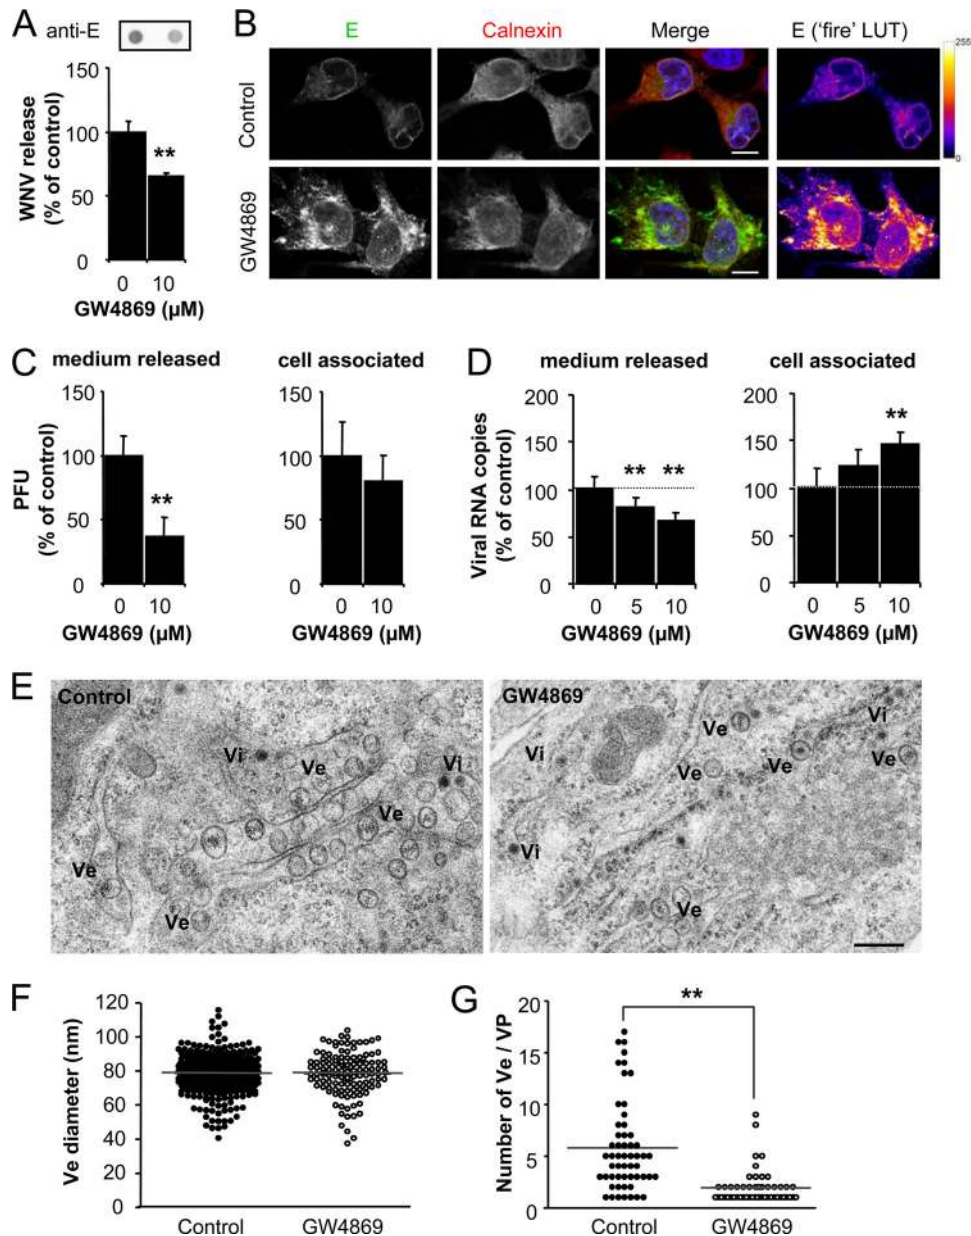 A
anti-E
WNV release
(% of control)
150
100
50
0
**
0 10
GW4869 (µM)
B
E Calnexin Merge E ('fire' LUT)
Control
GW4869
255
0
C
medium released
PFU
(% of control)
150
100
50
0
**
0 10
GW4869 (µM)
cell associated
150
100
50
0
0 10
GW4869 (µM)
D
medium released
Viral RNA copies
(% of control)
200
150
100
50
0
** **
0 5 10
GW4869 (µM)
cell associated
200
150
100
50
0
**
0 5 10
GW4869 (µM)
E
Control
Vi
Ve
Vi
Ve
Ve
Ve
GW4869
Ve
Vi
Vi
Ve
Ve
Ve
Vi
Ve
F
Ve diameter (nm)
120
100
80
60
40
20
0
Control GW4869
G
Number of Ve / VP
20
15
10
5
0
**
Control GW4869